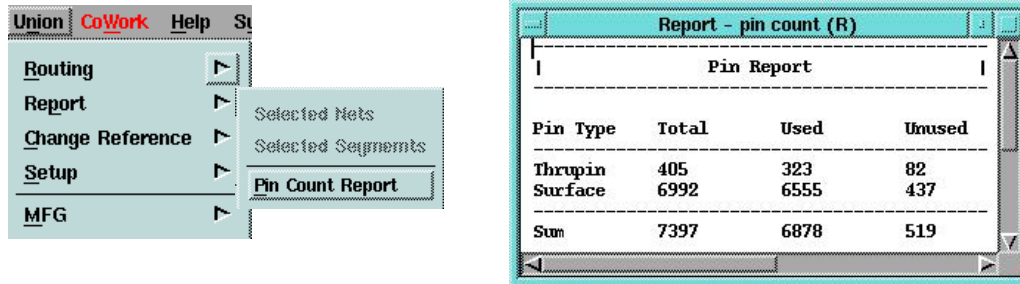 Union CoWork Help
Routing
Report
Change Reference
Setup
MFG
Selected Nets
Selected Segmemts
Pin Count Report
Report - pin count (R)
Pin Report
Pin Type Total Used Unused
Thrupin 405 323 82
Surface 6992 6555 437
Sum 7397 6878 519